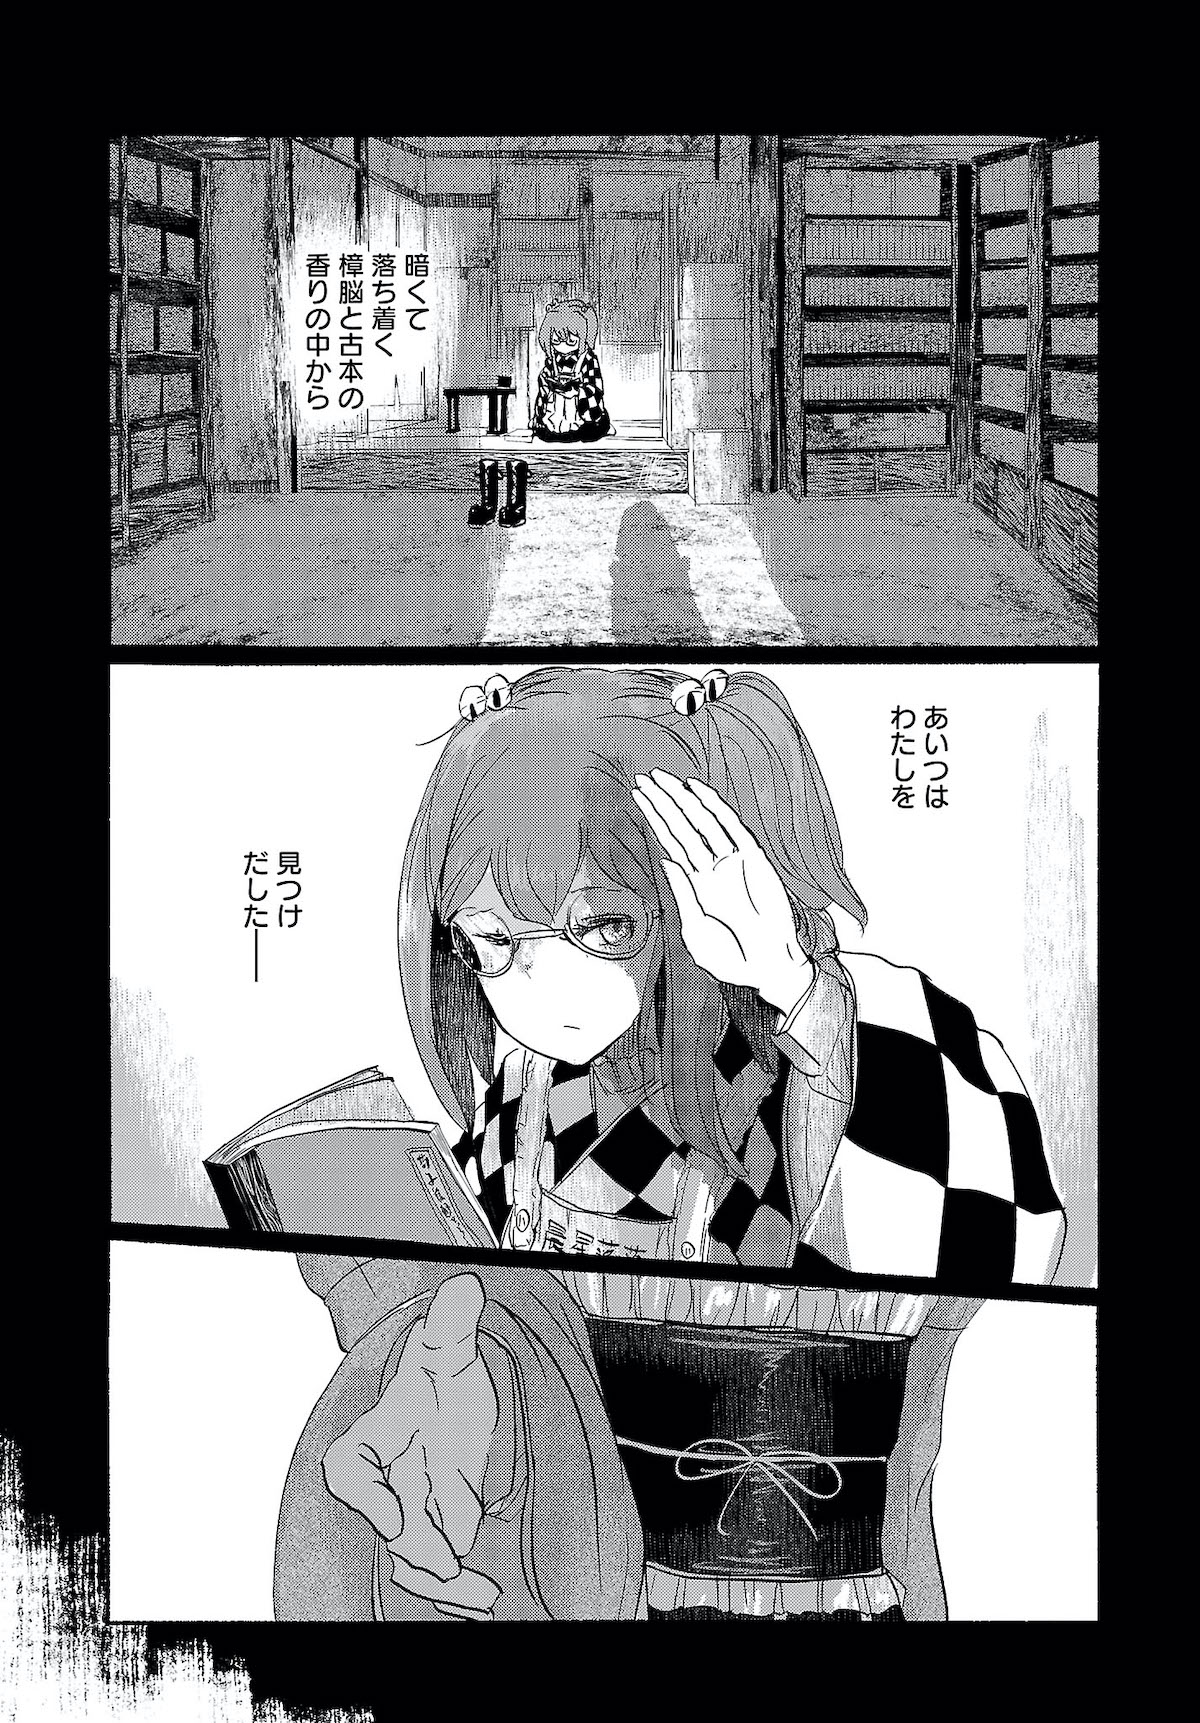 暗くて
落ち着く
樟脳と古本の
香りの中から
あいつは
わたしを
見つけ
だした――